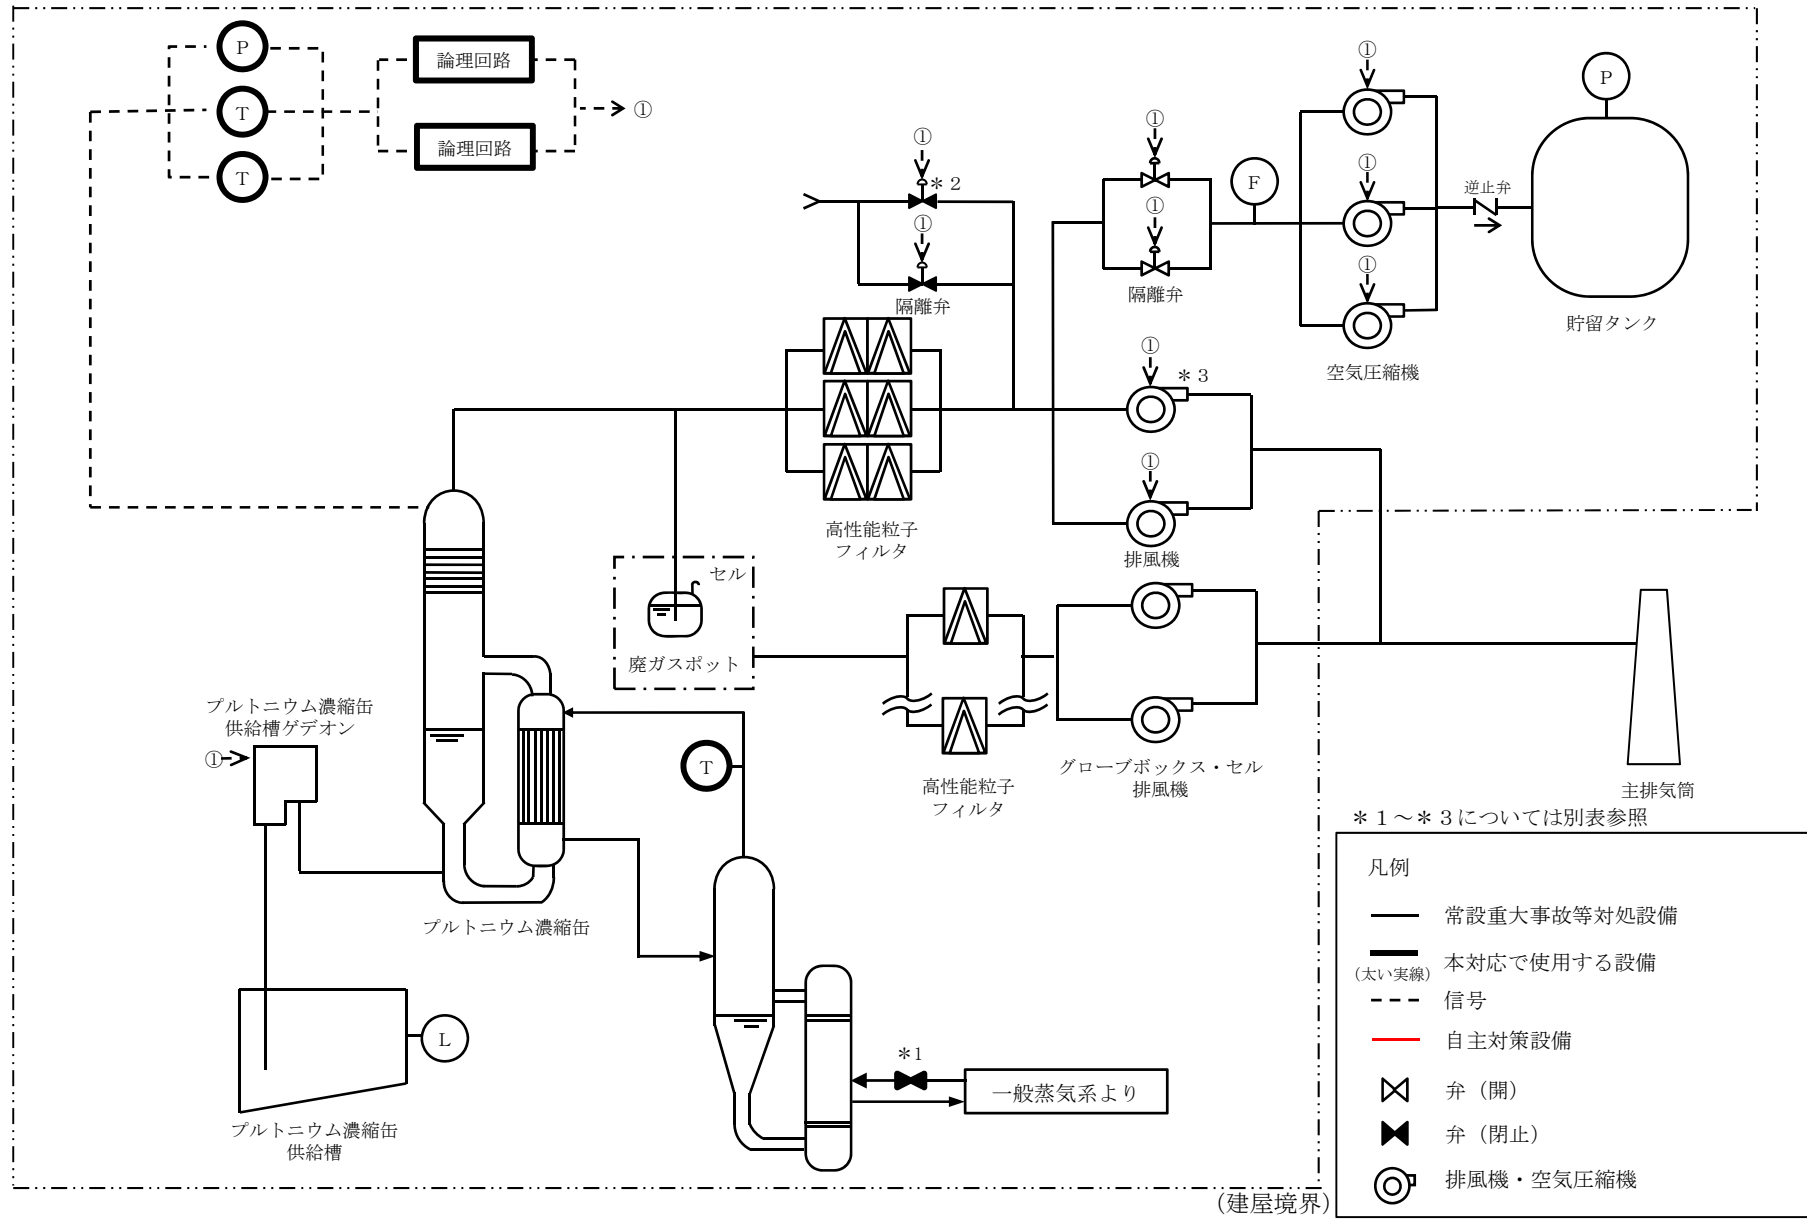 P
T
T
論理回路
論理回路
①
①
＊２
①
隔離弁
①
①
隔離弁
F
①
①
①
空気圧縮機
逆止弁
P
貯留タンク
①
＊３
①
排風機
高性能粒子
フィルタ
セル
廃ガスポット
高性能粒子
フィルタ
グローブボックス・セル
排風機
主排気筒
プルトニウム濃縮缶
供給槽ゲデオン
①
T
プルトニウム濃縮缶
L
プルトニウム濃縮缶
供給槽
＊1
一般蒸気系より
（建屋境界）
＊１～＊３については別表参照
凡例
常設重大事故等対処設備
本対応で使用する設備
（太い実線）
信号
自主対策設備
弁（開）
弁（閉止）
排風機・空気圧縮機